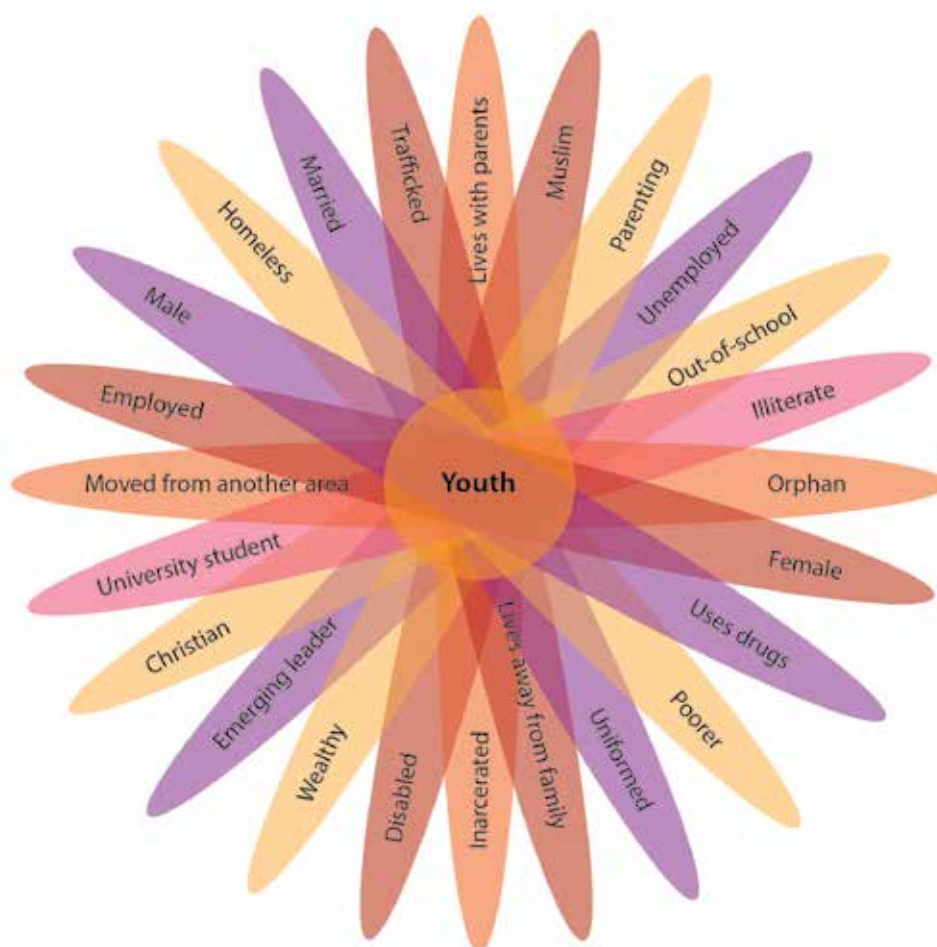 Youth
Lives with parents
Muslim
Parenting
Unemployed
Out-of-school
Illiterate
Orphan
Female
Uses drugs
Poorer
Uniformed
Lives away from family
Inarcerated
Disabled
Wealthy
Emerging leader
Christian
University student
Moved from another area
Employed
Male
Homeless
Married
Trafficked